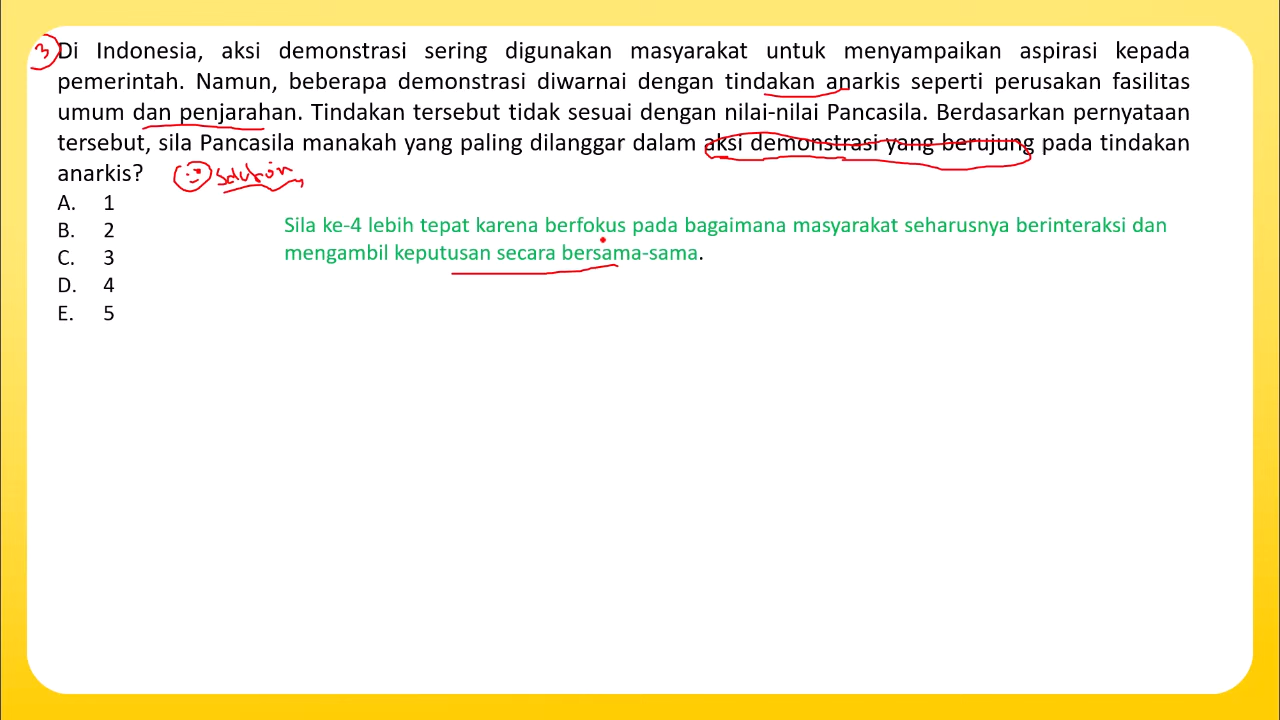 3 Di Indonesia, aksi demonstrasi sering digunakan masyarakat untuk menyampaikan aspirasi kepada
pemerintah. Namun, beberapa demonstrasi diwarnai dengan tindakan anarkis seperti perusakan fasilitas
umum dan penjarahan. Tindakan tersebut tidak sesuai dengan nilai-nilai Pancasila. Berdasarkan pernyataan
tersebut, sila Pancasila manakah yang paling dilanggar dalam aksi demonstrasi yang berujung pada tindakan
anarkis? Solution
A. 1
B. 2
C. 3
D. 4
E. 5
Sila ke-4 lebih tepat karena berfokus pada bagaimana masyarakat seharusnya berinteraksi dan
mengambil keputusan secara bersama-sama.